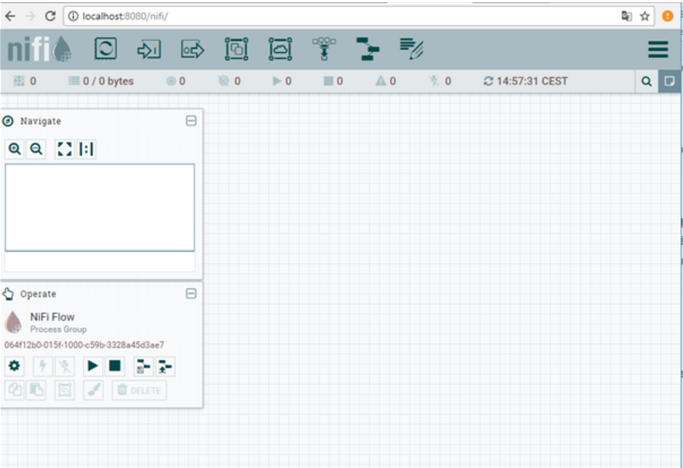 localhost:8080/nifi/
nifi
0 0 / 0 bytes 0 0 0 0 0 0 14:57:31 CEST
Navigate
Operate
NiFi Flow
Process Group
064f12b0-015f-1000-c59b-3328a45d3ae7
DELETE